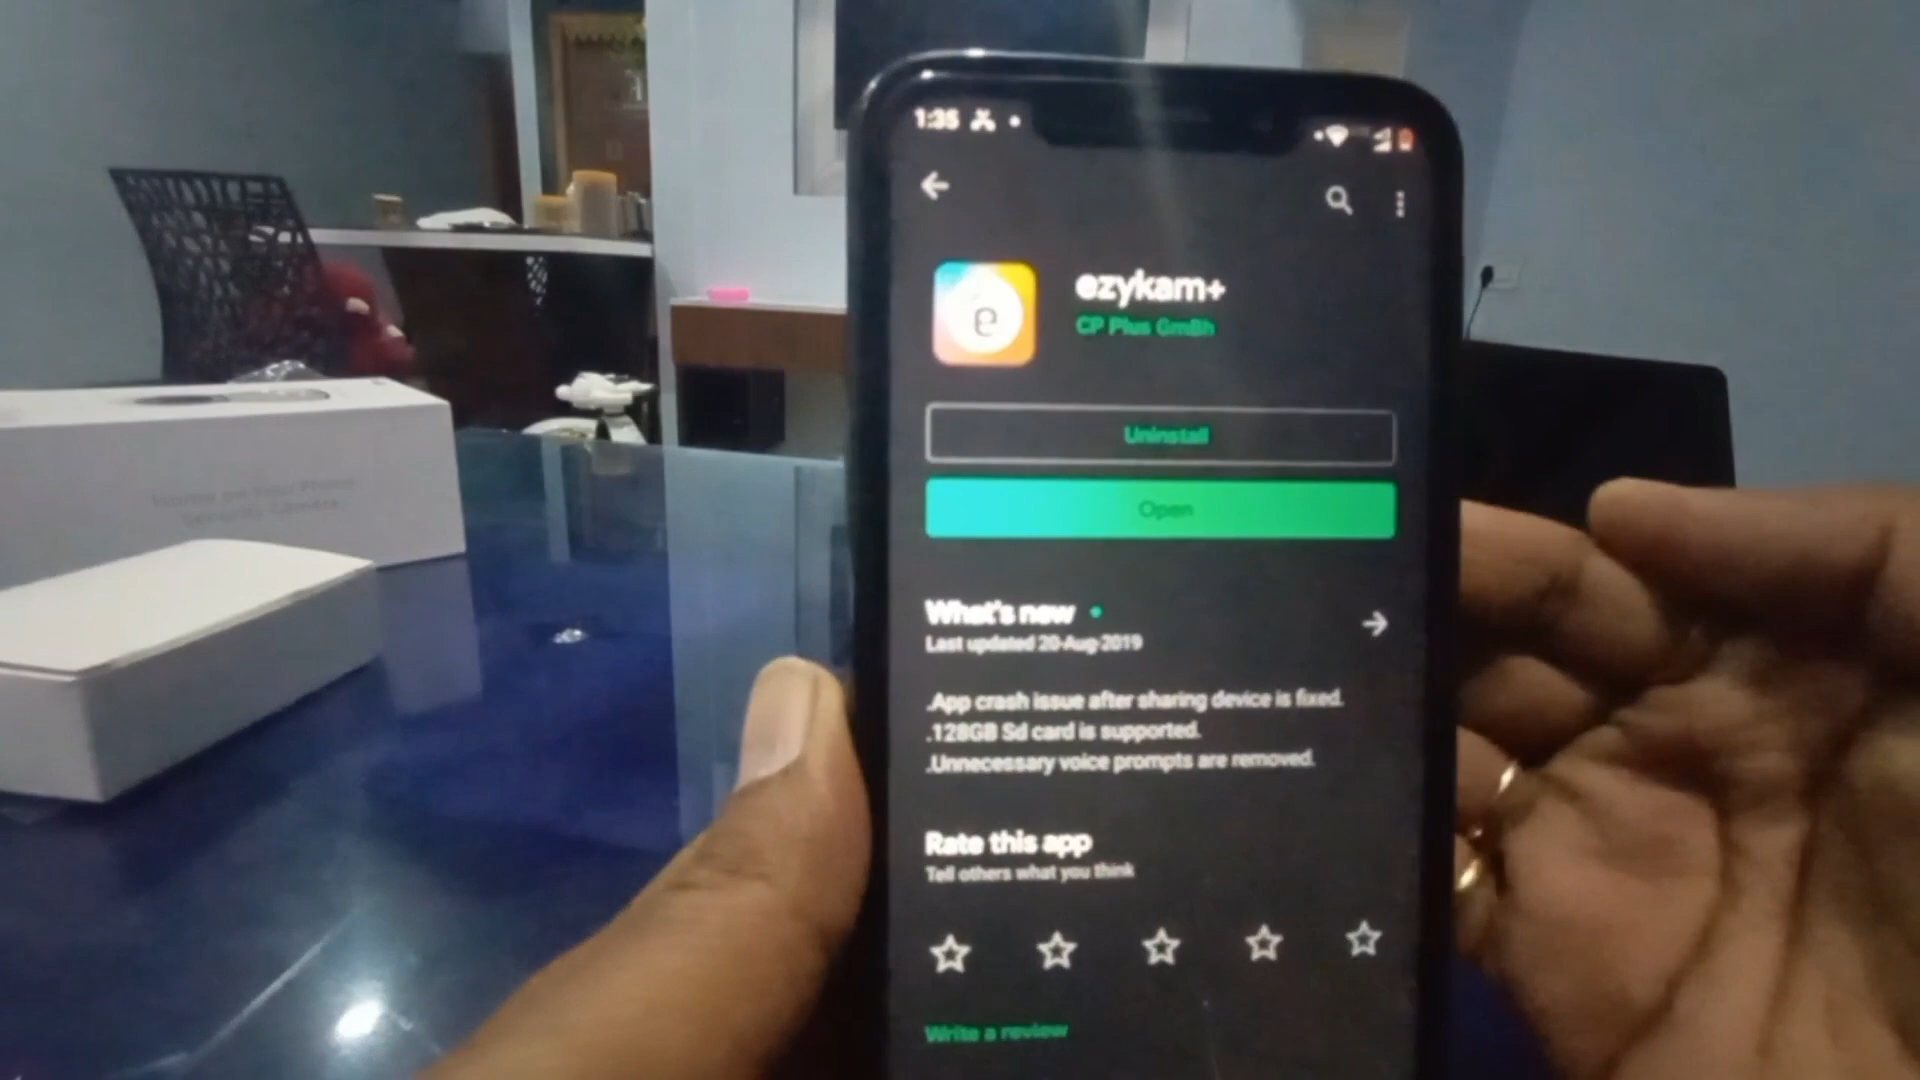 1:35
ezykam+
CP Plus GmBh
e
Uninstall
Open
What's new
Last updated 20-Aug-2019
.App crash issue after sharing device is fixed.
.128GB Sd card is supported.
.Unnecessary voice prompts are removed.
Rate this app
Tell others what you think
Write a review
Security Camera